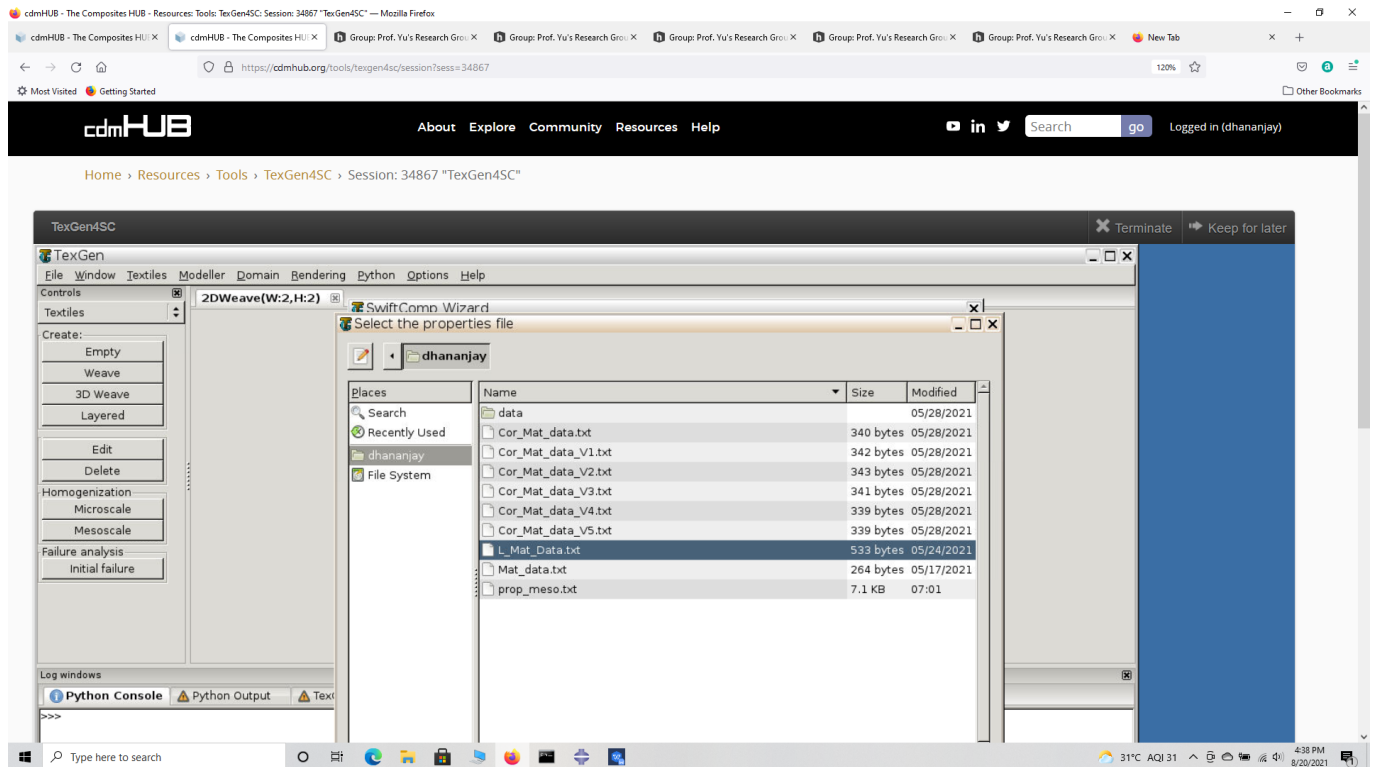 cdmHUB - The Composites HUB - Resources: Tools: TexGen4SC: Session: 34867 "TexGen4SC" — Mozilla Firefox
cdmHUB - The Composites HU
cdmHUB - The Composites HU
Group: Prof. Yu's Research Grou
Group: Prof. Yu's Research Grou
Group: Prof. Yu's Research Grou
Group: Prof. Yu's Research Grou
Group: Prof. Yu's Research Grou
New Tab
https://cdmhub.org/tools/texgen4sc/session?sess=34867
120%
Most Visited Getting Started Other Bookmarks
cdmHUB About Explore Community Resources Help Search go Logged in (dhananjay)
Home › Resources › Tools › TexGen4SC › Session: 34867 "TexGen4SC"
TexGen4SC Terminate Keep for later
TexGen
File Window Textiles Modeller Domain Rendering Python Options Help
Controls
Textiles
Create:
Empty
Weave
3D Weave
Layered
Edit
Delete
Homogenization
Microscale
Mesoscale
Failure analysis
Initial failure
2DWeave(W:2,H:2)
SwiftComp Wizard
Select the properties file
dhananjay
Places
Search
Recently Used
dhananjay
File System
Name Size Modified
data 05/28/2021
Cor_Mat_data.txt 340 bytes 05/28/2021
Cor_Mat_data_V1.txt 342 bytes 05/28/2021
Cor_Mat_data_V2.txt 343 bytes 05/28/2021
Cor_Mat_data_V3.txt 341 bytes 05/28/2021
Cor_Mat_data_V4.txt 339 bytes 05/28/2021
Cor_Mat_data_V5.txt 339 bytes 05/28/2021
L_Mat_Data.txt 533 bytes 05/24/2021
Mat_data.txt 264 bytes 05/17/2021
prop_meso.txt 7.1 KB 07:01
Log windows
Python Console Python Output
>>>
Type here to search
31°C AQI 31
4:38 PM
8/20/2021